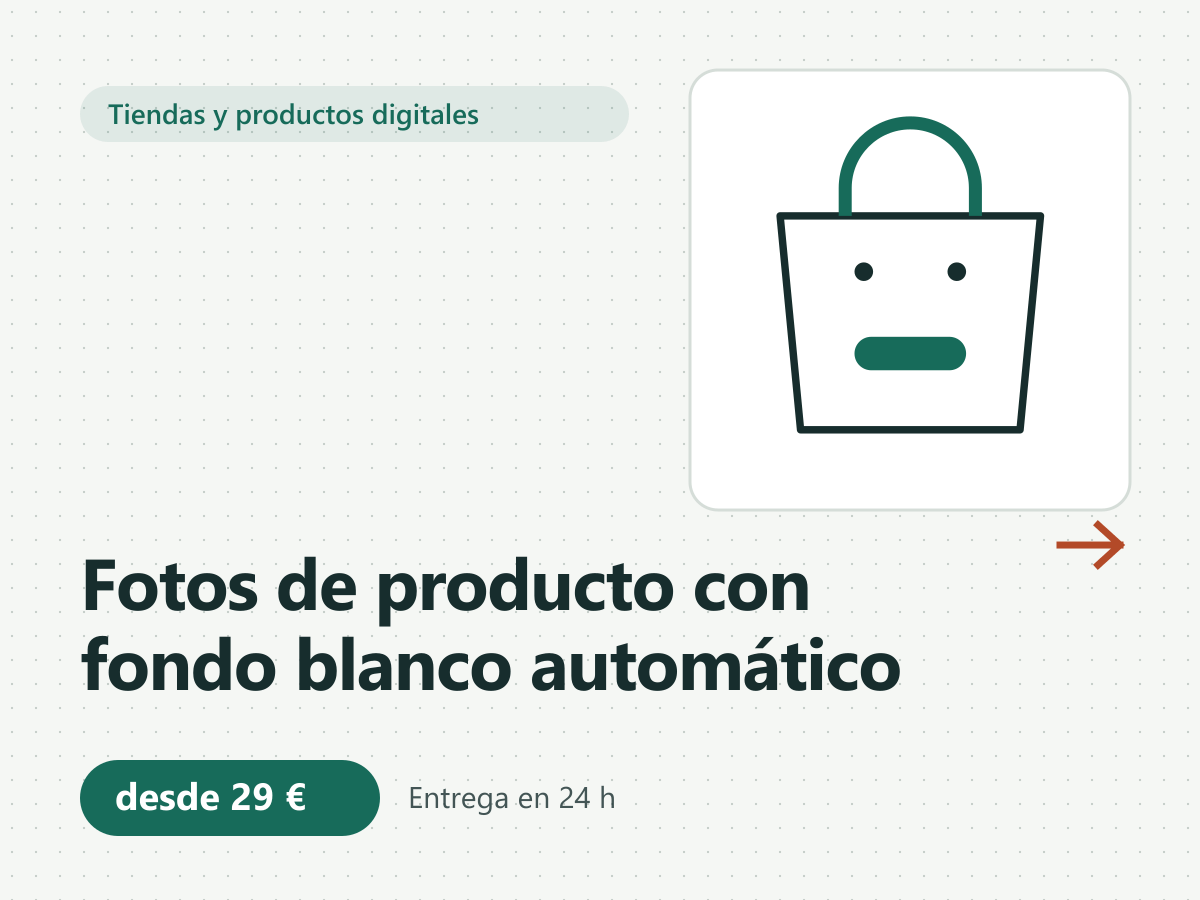 Tiendas y productos digitales
Fotos de producto con
fondo blanco automático
desde 29 €
Entrega en 24 h